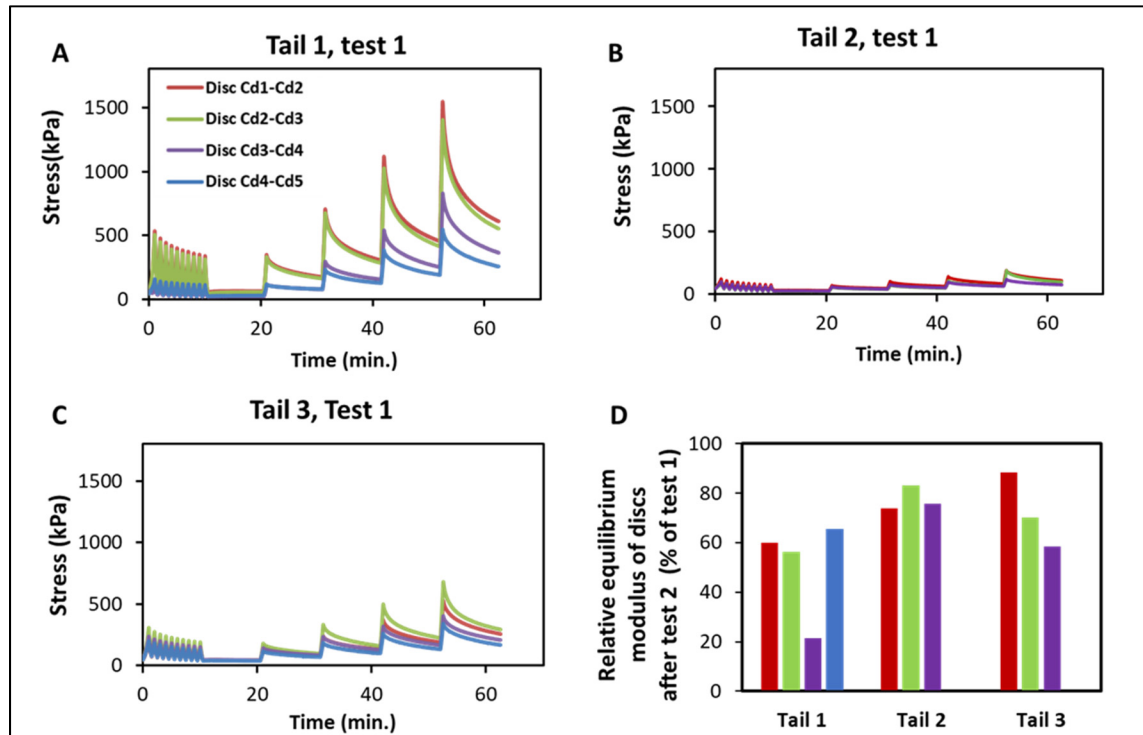 A
Tail 1, test 1
Stress(kPa)
1500
1000
500
0
Disc Cd1-Cd2
Disc Cd2-Cd3
Disc Cd3-Cd4
Disc Cd4-Cd5
0 20 40 60
Time (min.)
B
Tail 2, test 1
Stress (kPa)
1500
1000
500
0
0 20 40 60
Time (min.)
C
Tail 3, Test 1
Stress (kPa)
1500
1000
500
0
0 20 40 60
Time (min.)
D
Relative equilibrium
modulus of discs
after test 2 (% of test 1)
100
80
60
40
20
0
Tail 1 Tail 2 Tail 3